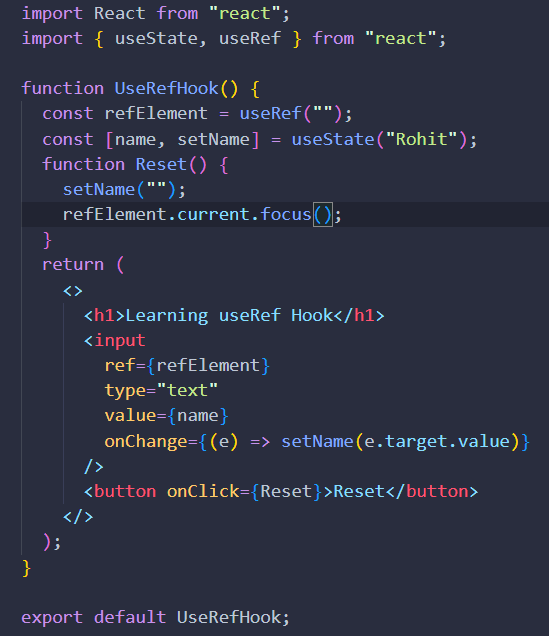 import React from "react";
import { useState, useRef } from "react";

function UseRefHook() {
  const refElement = useRef("");
  const [name, setName] = useState("Rohit");
  function Reset() {
    setName("");
    refElement.current.focus();
  }
  return (
    <>
      <h1>Learning useRef Hook</h1>
      <input
        ref={refElement}
        type="text"
        value={name}
        onChange={(e) => setName(e.target.value)}
      />
      <button onClick={Reset}>Reset</button>
    </>
  );
}

export default UseRefHook;